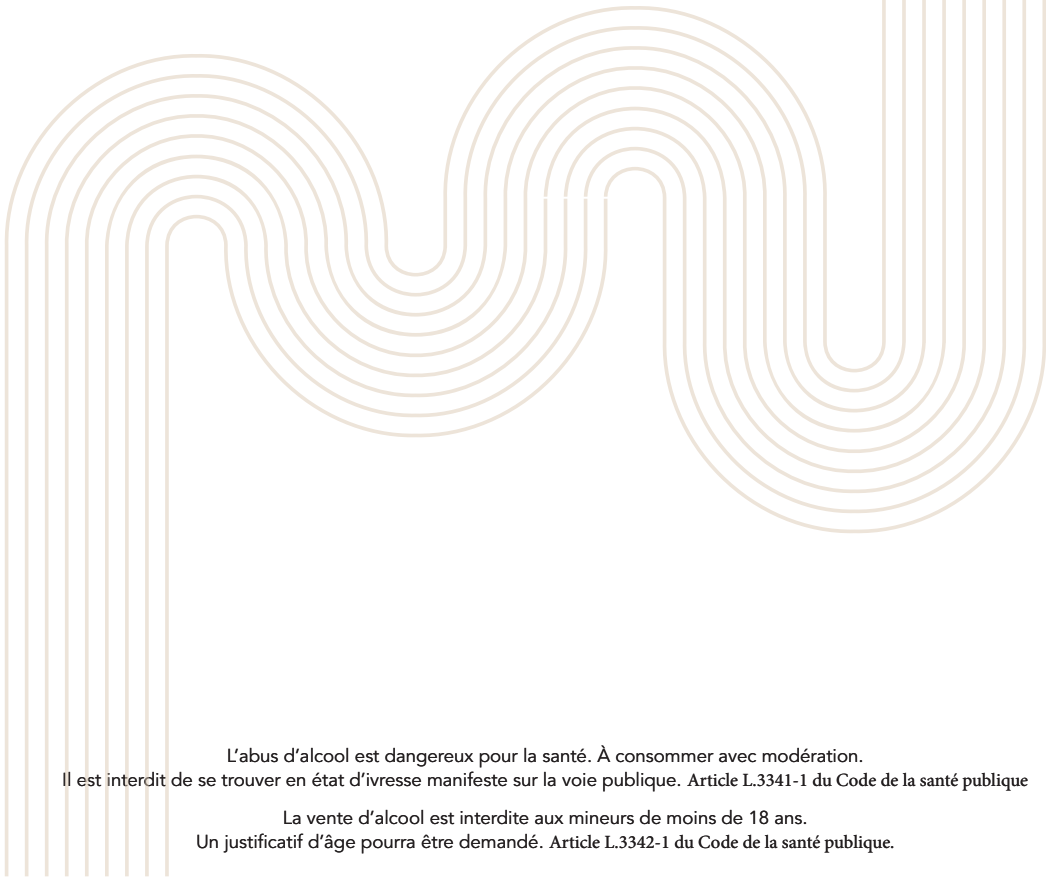 L’abus d’alcool est dangereux pour la santé. À consommer avec modération.
Il est interdit de se trouver en état d’ivresse manifeste sur la voie publique. Article L.3341-1 du Code de la santé publique
La vente d’alcool est interdite aux mineurs de moins de 18 ans.
Un justificatif d’âge pourra être demandé. Article L.3342-1 du Code de la santé publique.